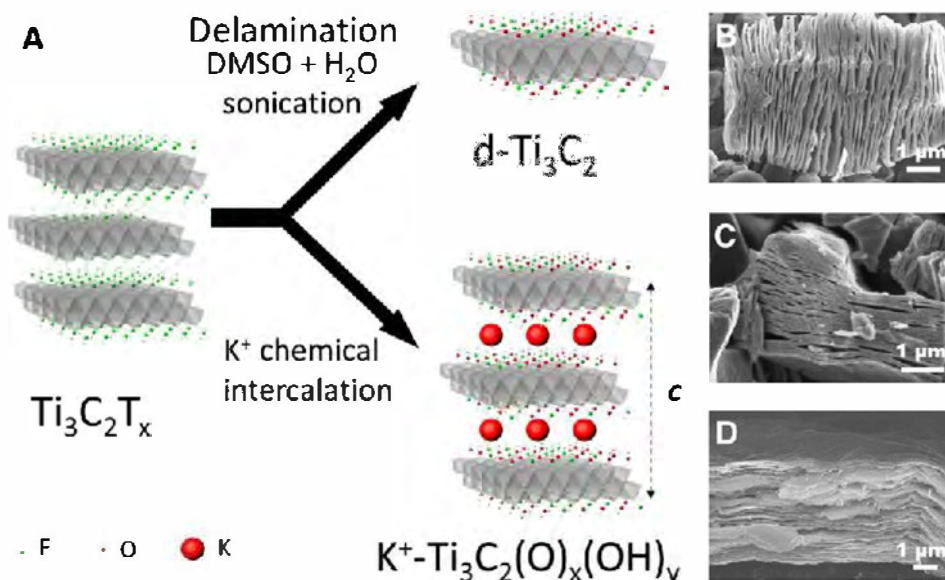 A
Delamination
DMSO + H₂O
sonication
d-Ti₃C₂
Ti₃C₂Tₓ
K⁺ chemical
intercalation
c
F O K
K⁺-Ti₃C₂(O)ₓ(OH)ᵧ
B
1 µm
C
1 µm
D
1 µm